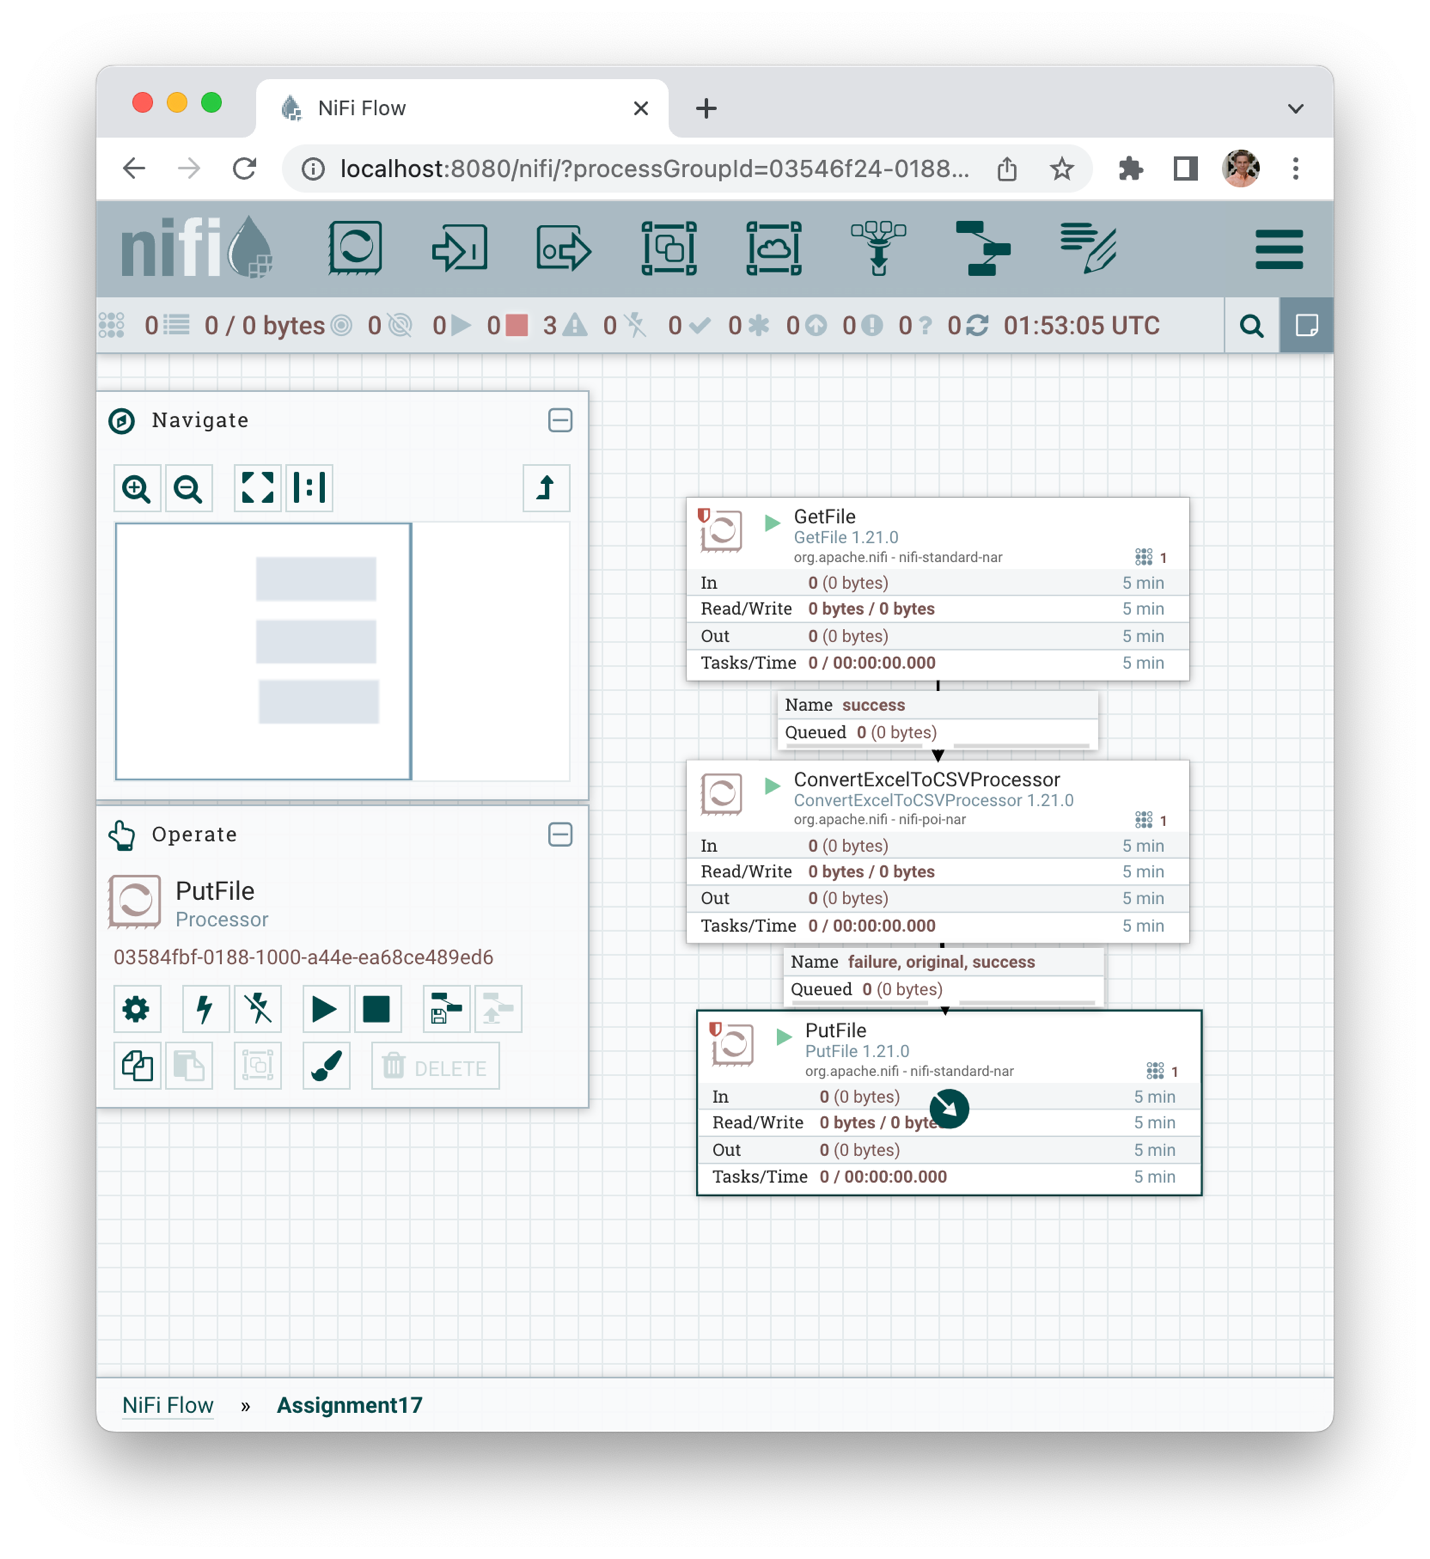 NiFi Flow
localhost:8080/nifi/?processGroupId=03546f24-0188...
nifi
0 0 / 0 bytes 0 0 0 3 0 0 0 0 0 0 0 01:53:05 UTC
Navigate
GetFile
GetFile 1.21.0
org.apache.nifi - nifi-standard-nar
1
In 0 (0 bytes) 5 min
Read/Write 0 bytes / 0 bytes 5 min
Out 0 (0 bytes) 5 min
Tasks/Time 0 / 00:00:00.000 5 min
Name success
Queued 0 (0 bytes)
ConvertExcelToCSVProcessor
ConvertExcelToCSVProcessor 1.21.0
org.apache.nifi - nifi-poi-nar
1
In 0 (0 bytes) 5 min
Read/Write 0 bytes / 0 bytes 5 min
Out 0 (0 bytes) 5 min
Tasks/Time 0 / 00:00:00.000 5 min
Name failure, original, success
Queued 0 (0 bytes)
PutFile
PutFile 1.21.0
org.apache.nifi - nifi-standard-nar
1
In 0 (0 bytes) 5 min
Read/Write 0 bytes / 0 byte 5 min
Out 0 (0 bytes) 5 min
Tasks/Time 0 / 00:00:00.000 5 min
Operate
PutFile
Processor
03584fbf-0188-1000-a44e-ea68ce489ed6
DELETE
NiFi Flow » Assignment17